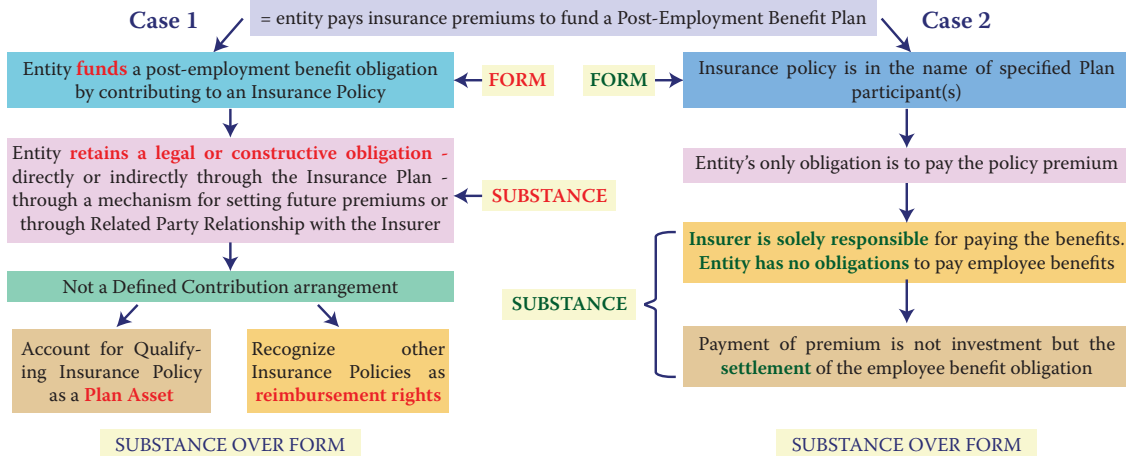 Case 1
= entity pays insurance premiums to fund a Post-Employment Benefit Plan
Case 2
Entity funds a post-employment benefit obligation
by contributing to an Insurance Policy
FORM
FORM
Insurance policy is in the name of specified Plan
participant(s)
Entity retains a legal or constructive obligation -
directly or indirectly through the Insurance Plan -
through a mechanism for setting future premiums or
through Related Party Relationship with the Insurer
SUBSTANCE
Entity's only obligation is to pay the policy premium
Insurer is solely responsible for paying the benefits.
Entity has no obligations to pay employee benefits
Not a Defined Contribution arrangement
SUBSTANCE
Account for Qualify-
ing Insurance Policy
as a Plan Asset
Recognize other
Insurance Policies as
reimbursement rights
Payment of premium is not investment but the
settlement of the employee benefit obligation
SUBSTANCE OVER FORM
SUBSTANCE OVER FORM